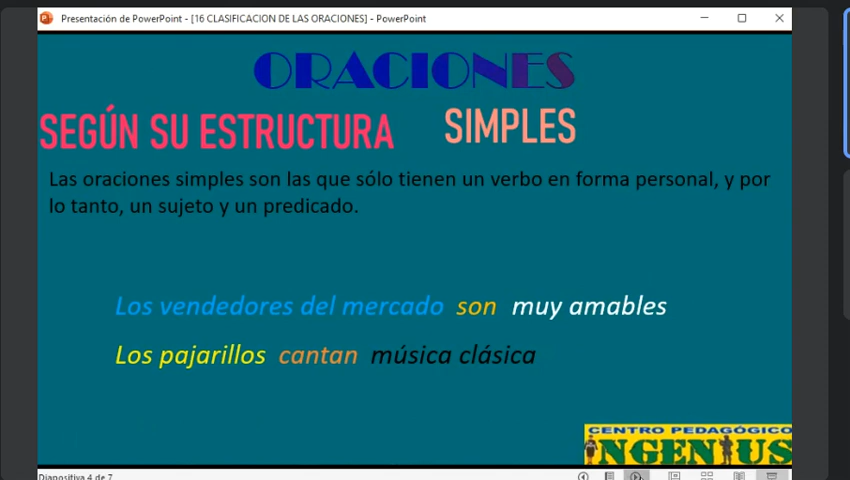 Presentación de PowerPoint - [16 CLASIFICACION DE LAS ORACIONES] - PowerPoint
ORACIONES
SEGÚN SU ESTRUCTURA SIMPLES
Las oraciones simples son las que sólo tienen un verbo en forma personal, y por
lo tanto, un sujeto y un predicado.
Los vendedores del mercado son muy amables
Los pajarillos cantan música clásica
CENTRO PEDAGÓGICO
INGENIUS
Diapositiva 4 de 7